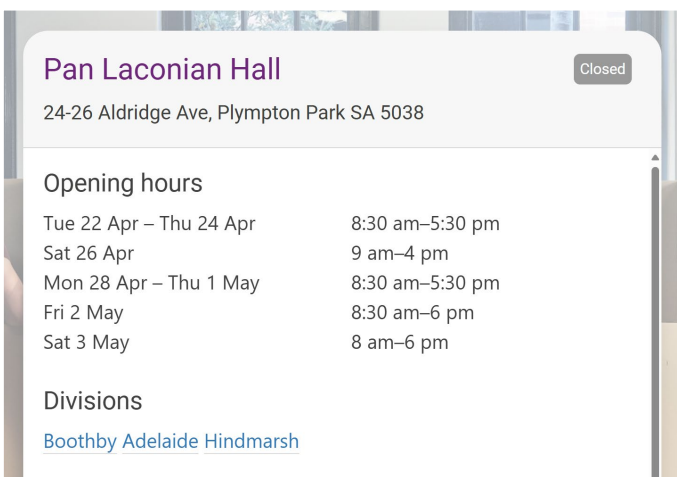 Pan Laconian Hall
Closed
24-26 Aldridge Ave, Plympton Park SA 5038
Opening hours
Tue 22 Apr – Thu 24 Apr 8:30 am–5:30 pm
Sat 26 Apr 9 am–4 pm
Mon 28 Apr – Thu 1 May 8:30 am–5:30 pm
Fri 2 May 8:30 am–6 pm
Sat 3 May 8 am–6 pm
Divisions
Boothby Adelaide Hindmarsh